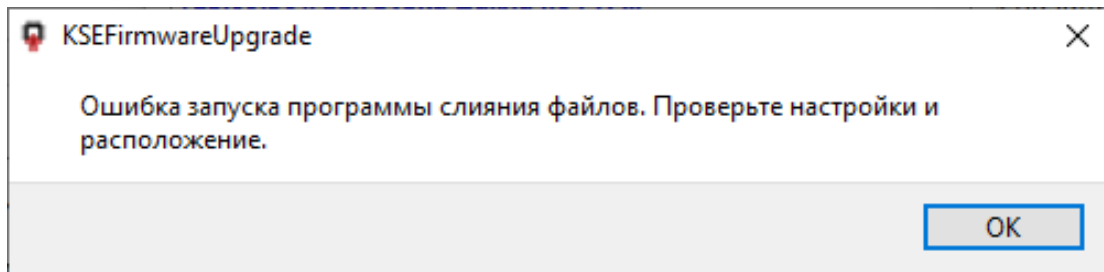 KSEFirmwareUpgrade
Ошибка запуска программы слияния файлов. Проверьте настройки и
расположение.
OK